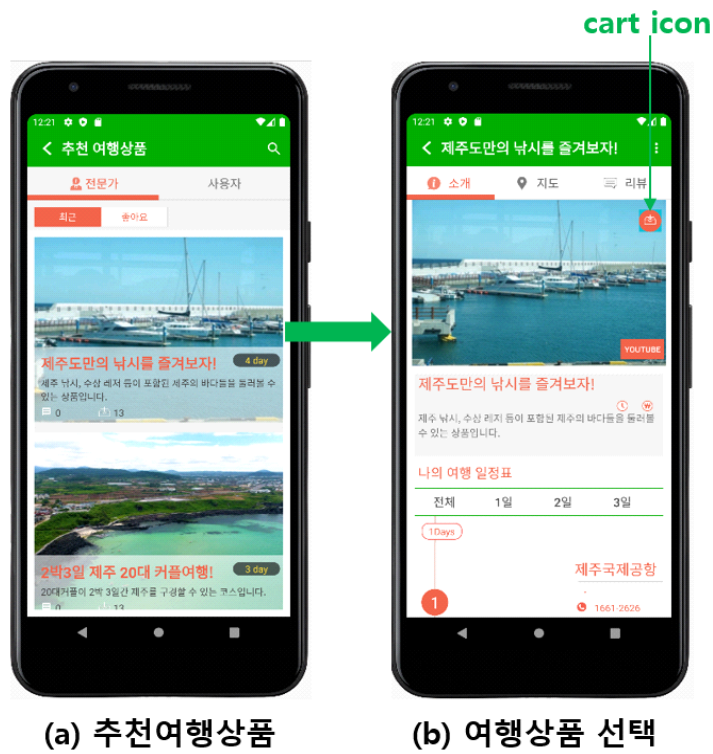 cart icon
12:21
추천 여행상품
전문가 사용자
최근 좋아요
제주도만의 낚시를 즐겨보자! 4 day
제주 낚시, 수상 레저 등이 포함된 제주의 바다들을 둘러볼 수
있는 상품입니다.
0 13
2박3일 제주 20대 커플여행! 3 day
20대커플이 2박 3일간 제주를 구경할 수 있는 코스입니다.
0 13
(a) 추천여행상품
12:21
제주도만의 낚시를 즐겨보자!
소개 지도 리뷰
YOUTUBE
제주도만의 낚시를 즐겨보자!
제주 낚시, 수상 레저 등이 포함된 제주의 바다들을 둘러볼
수 있는 상품입니다.
나의 여행 일정표
전체 1일 2일 3일
1Days
제주국제공항
1
1661-2626
(b) 여행상품 선택